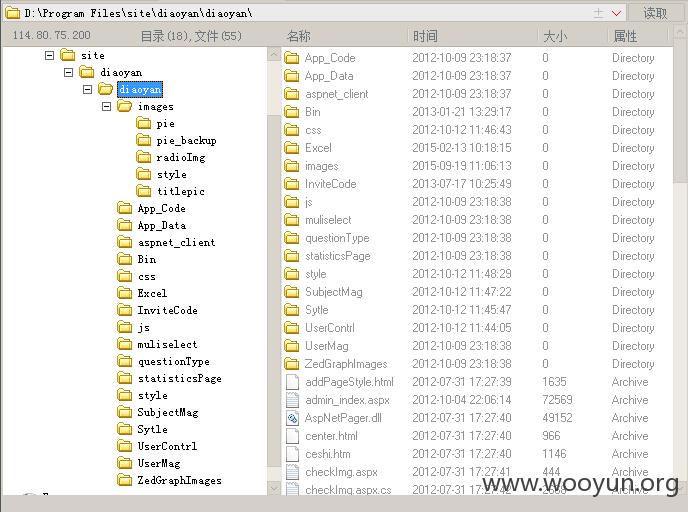 D:\Program Files\site\diaoyan\diaoyan\ 读取
114.80.75.200 目录(18),文件(55) 名称 时间 大小 属性
site
diaoyan
diaoyan
images
pie
pie_backup
radioImg
style
titlepic
App_Code
App_Data
aspnet_client
Bin
css
Excel
InviteCode
js
muliselect
questionType
statisticsPage
style
SubjectMag
Sytle
UserContrl
UserMag
ZedGraphImages
App_Code 2012-10-09 23:18:37 0 Directory
App_Data 2012-10-09 23:18:37 0 Directory
aspnet_client 2012-10-09 23:18:37 0 Directory
Bin 2013-01-21 13:29:17 0 Directory
css 2012-10-12 11:46:43 0 Directory
Excel 2015-02-13 10:18:15 0 Directory
images 2015-09-19 11:06:13 0 Directory
InviteCode 2013-07-17 10:25:49 0 Directory
js 2012-10-09 23:18:38 0 Directory
muliselect 2012-10-09 23:18:38 0 Directory
questionType 2012-10-09 23:18:38 0 Directory
statisticsPage 2012-10-09 23:18:38 0 Directory
style 2012-10-12 11:48:29 0 Directory
SubjectMag 2012-10-12 11:47:22 0 Directory
Sytle 2012-10-12 11:45:47 0 Directory
UserContrl 2012-10-12 11:44:05 0 Directory
UserMag 2012-10-09 23:18:38 0 Directory
ZedGraphImages 2012-10-09 23:18:38 0 Directory
addPageStyle.html 2012-07-31 17:27:39 1635 Archive
admin_index.aspx 2012-10-04 22:06:14 72569 Archive
AspNetPager.dll 2012-07-31 17:27:40 49152 Archive
center.html 2012-07-31 17:27:40 966 Archive
ceshi.html 2012-07-31 17:27:40 1146 Archive
checkImg.aspx 2012-07-31 17:27:41 444 Archive
checkImg.aspx.cs 2012-07-31 17:27:40 Archive
www.wooyun.org